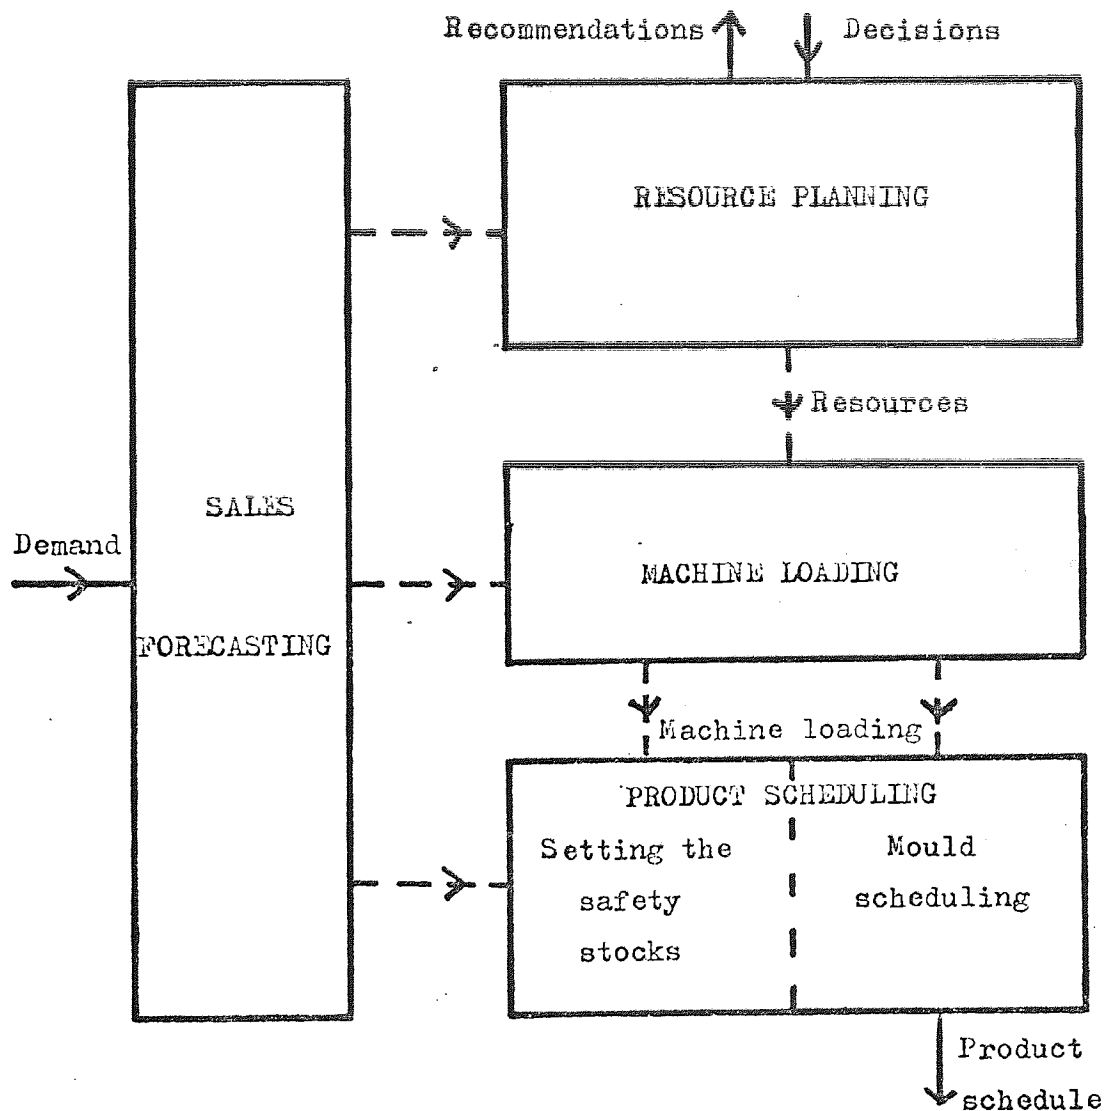 Recommendations
Decisions
RESOURCE PLANNING
Resources
SALES
FORECASTING
Demand
MACHINE LOADING
Machine loading
PRODUCT SCHEDULING
Setting the
safety
stocks
Mould
scheduling
Product
schedule